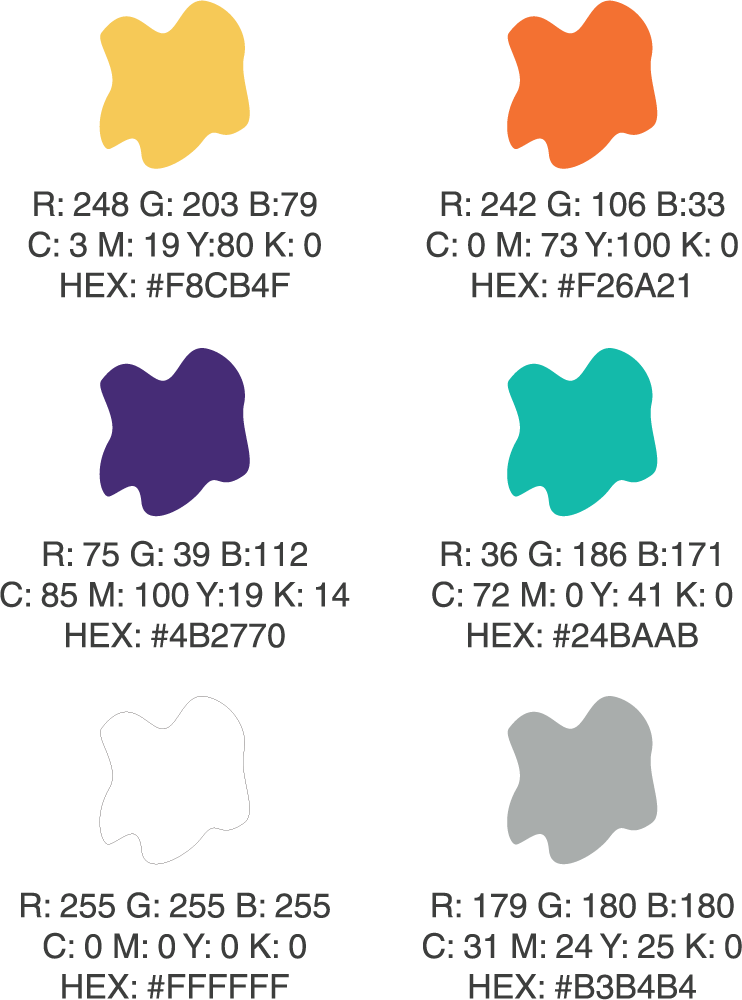 R: 248 G: 203 B:79
C: 3 M: 19 Y:80 K: 0
HEX: #F8CB4F
R: 242 G: 106 B:33
C: 0 M: 73 Y:100 K: 0
HEX: #F26A21
R: 75 G: 39 B:112
C: 85 M: 100 Y:19 K: 14
HEX: #4B2770
R: 36 G: 186 B:171
C: 72 M: 0 Y: 41 K: 0
HEX: #24BAAB
R: 255 G: 255 B: 255
C: 0 M: 0 Y: 0 K: 0
HEX: #FFFFFF
R: 179 G: 180 B:180
C: 31 M: 24 Y: 25 K: 0
HEX: #B3B4B4